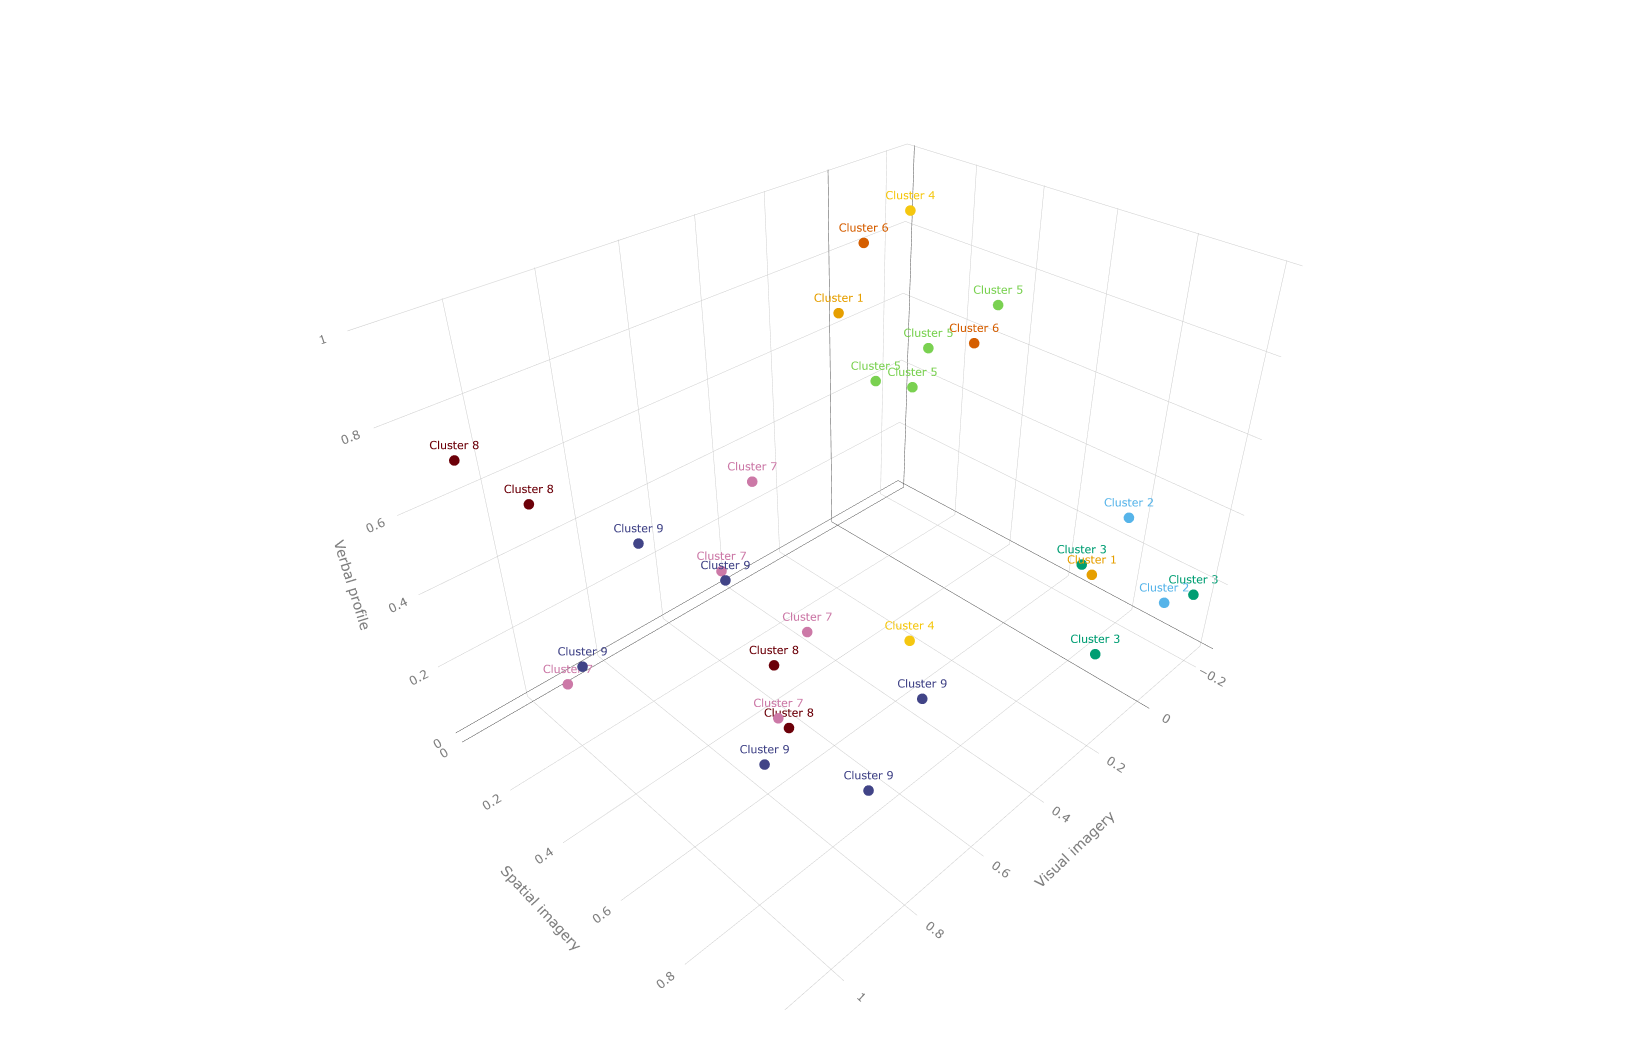 Cluster 4
Cluster 6
Cluster 5
Cluster 1
Cluster 6
Cluster 5
1
Cluster 5
Cluster 5
0.8
Cluster 8
Cluster 7
Cluster 8
Cluster 2
0.6
Cluster 9
Cluster 3
Cluster 7
Cluster 1
Cluster 9
Cluster 3
Verbal profile
Cluster 2
0.4
Cluster 7
Cluster 4
Cluster 3
Cluster 8
Cluster 9
Cluster 7
0.2
−0.2
Cluster 9
Cluster 7
Cluster 8
0
0
0
Cluster 9
0.2
Cluster 9
0.2
0.4
0.4
Visual imagery
0.6
Spatial imagery
0.6
0.8
0.8
1